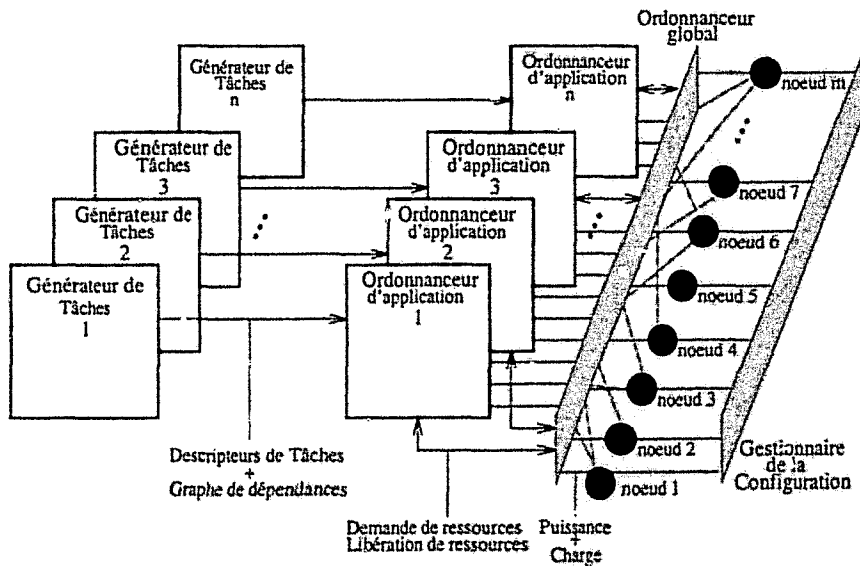 Ordonnanceur
global
Générateur de
Tâches
n
Ordonnanceur
d'application
n
noeud m
Générateur de
Tâches
3
Ordonnanceur
d'application
3
noeud 7
Générateur de
Tâches
2
Ordonnanceur
d'application
2
noeud 6
Générateur de
Tâches
1
Ordonnanceur
d'application
1
noeud 5
noeud 4
noeud 3
noeud 2
noeud 1
Gestionnaire
de la
Configuration
Descripteurs de Tâches
+
Graphe de dépendances
Demande de ressources
Libération de ressources
Puissance
+
Charge